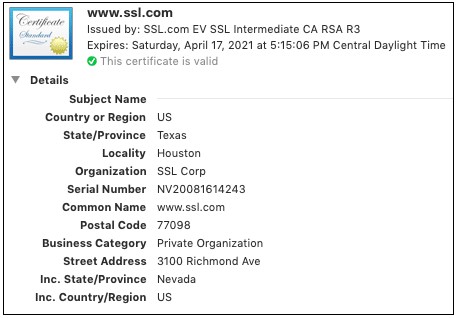 www.ssl.com
Issued by: SSL.com EV SSL Intermediate CA RSA R3
Expires: Saturday, April 17, 2021 at 5:15:06 PM Central Daylight Time
This certificate is valid
Certificate
Standard
Details
Subject Name
Country or Region US
State/Province Texas
Locality Houston
Organization SSL Corp
Serial Number NV20081614243
Common Name www.ssl.com
Postal Code 77098
Business Category Private Organization
Street Address 3100 Richmond Ave
Inc. State/Province Nevada
Inc. Country/Region US